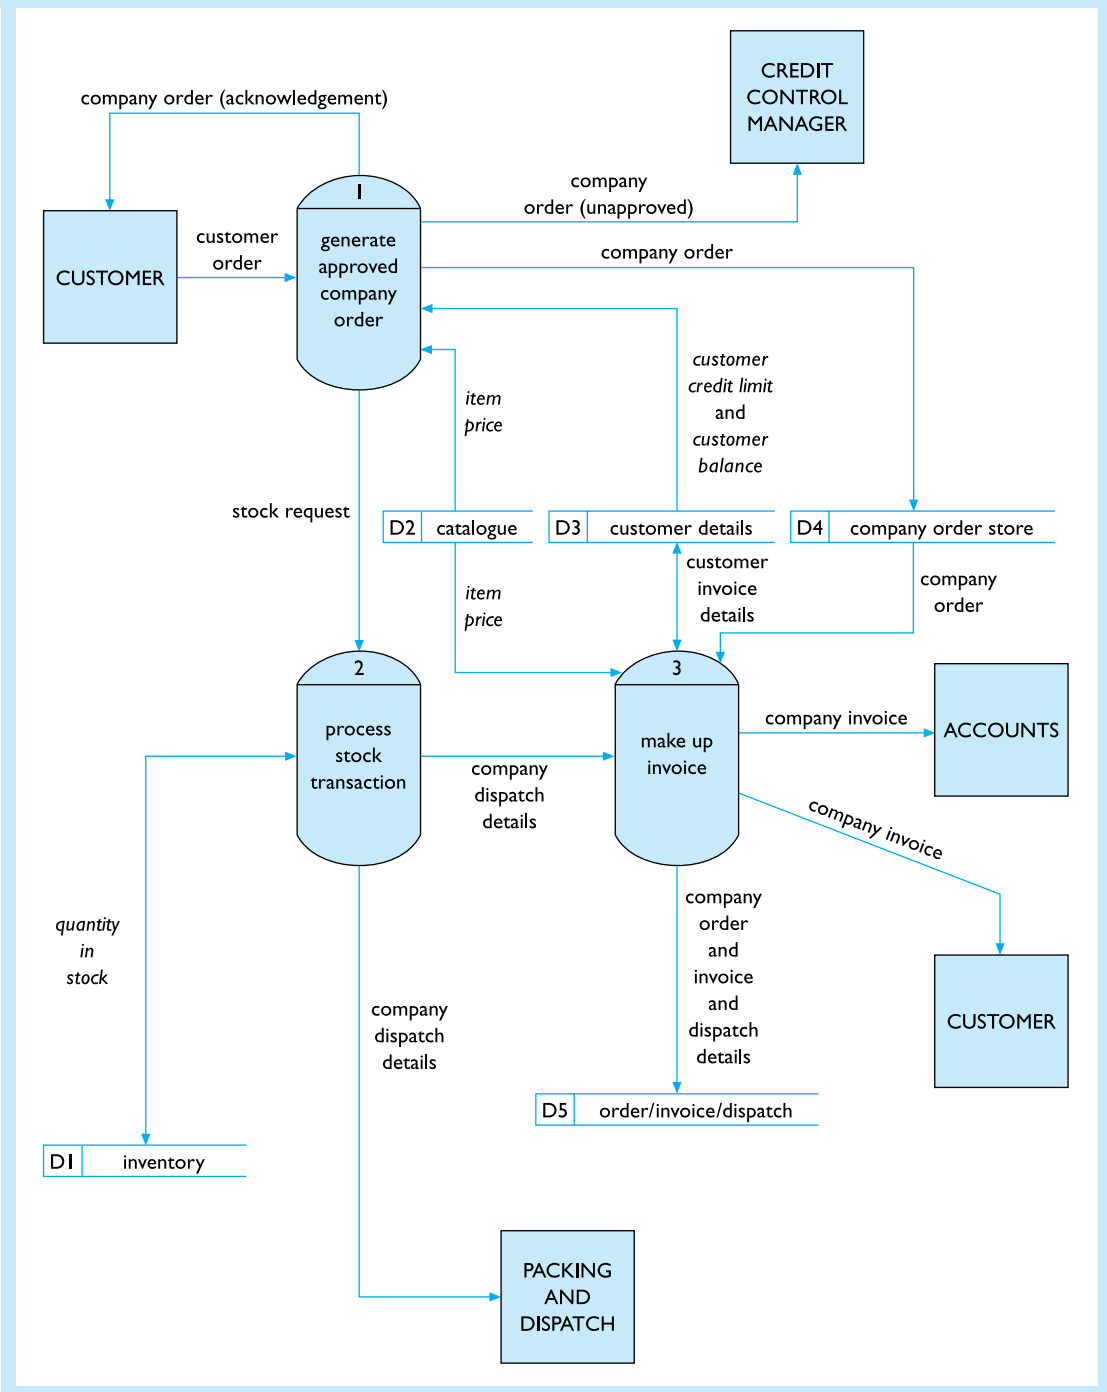 CREDIT
CONTROL
MANAGER
company order (acknowledgement)
1
company
order (unapproved)
customer
order
CUSTOMER
generate
approved
company
order
company order
item
price
customer
credit limit
and
customer
balance
stock request
D2 catalogue
D3 customer details
D4 company order store
item
price
customer
invoice
details
company
order
2
3
process
stock
transaction
company
dispatch
details
make up
invoice
company invoice
ACCOUNTS
company invoice
quantity
in
stock
company
dispatch
details
company
order
and
invoice
and
dispatch
details
CUSTOMER
D5 order/invoice/dispatch
D1 inventory
PACKING
AND
DISPATCH